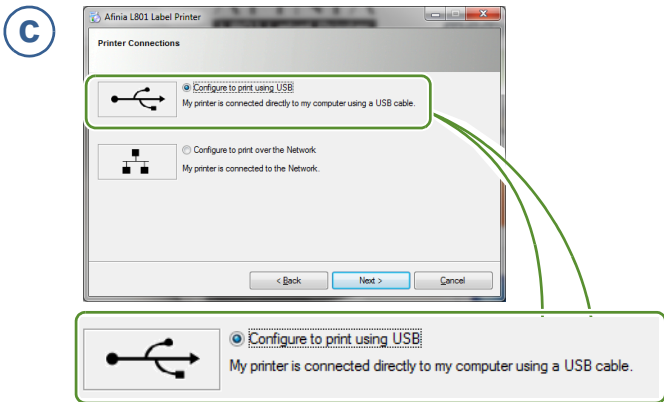 C
Afinia L801 Label Printer
Printer Connections
Configure to print using USB
My printer is connected directly to my computer using a USB cable.
Configure to print over the Network
My printer is connected to the Network.
< Back Next > Cancel
Configure to print using USB
My printer is connected directly to my computer using a USB cable.